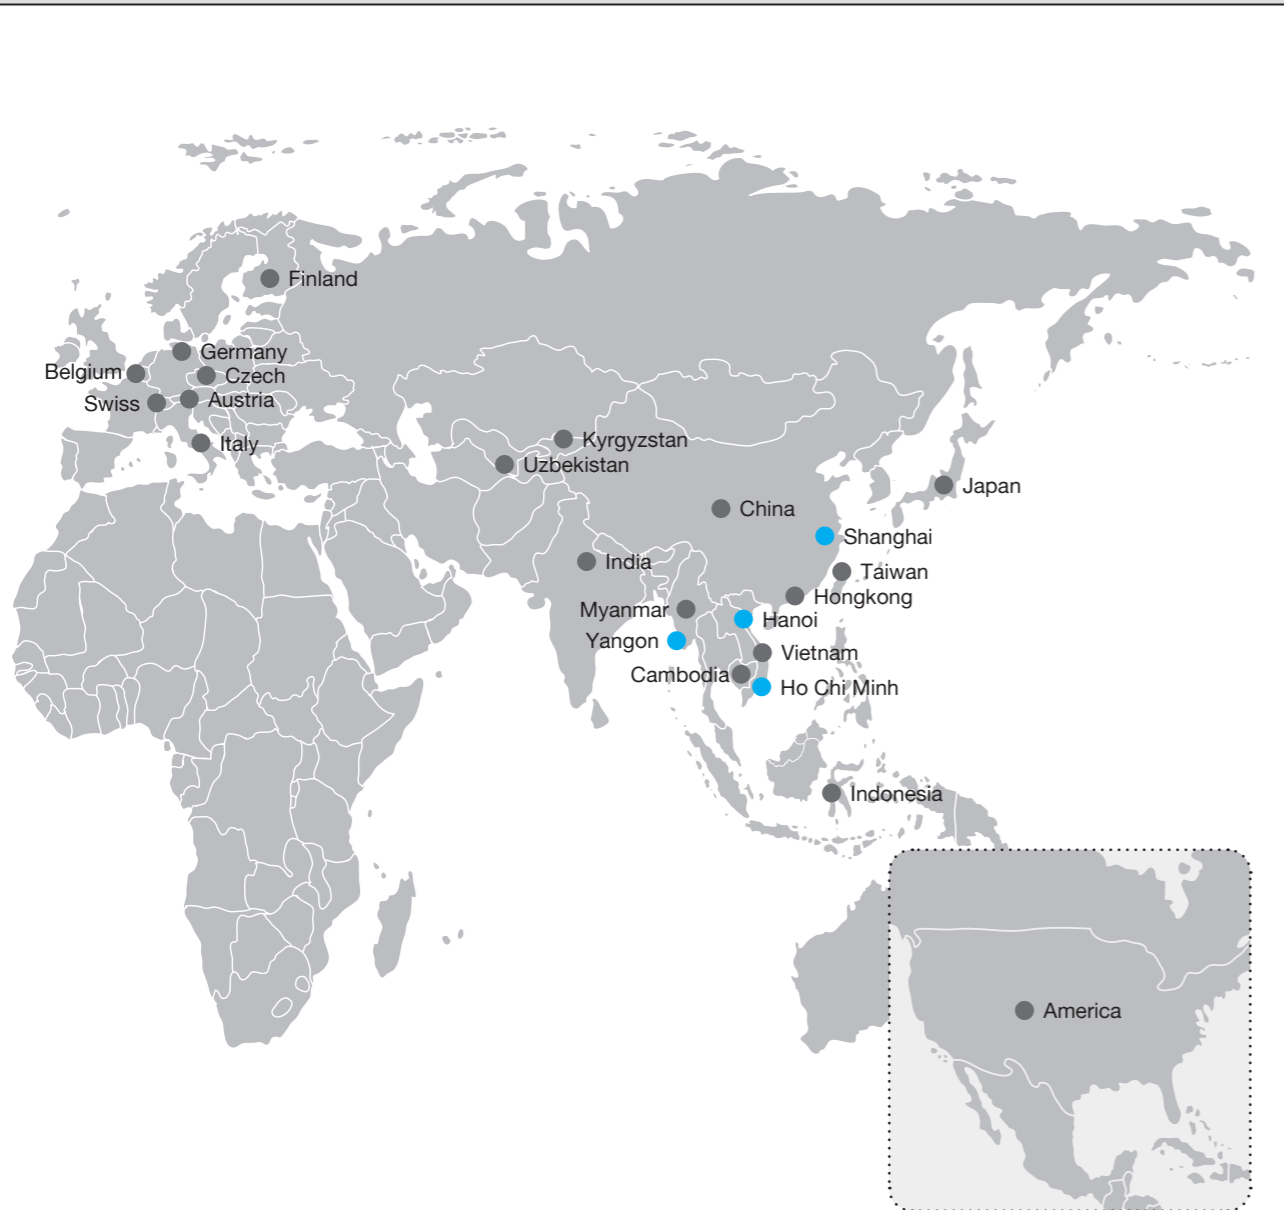 Finland
Germany
Belgium
Czech
Swiss
Austria
Italy
Kyrgyzstan
Uzbekistan
Japan
China
Shanghai
India
Taiwan
Hongkong
Myanmar
Hanoi
Yangon
Vietnam
Cambodia
Ho Chi Minh
Indonesia
America